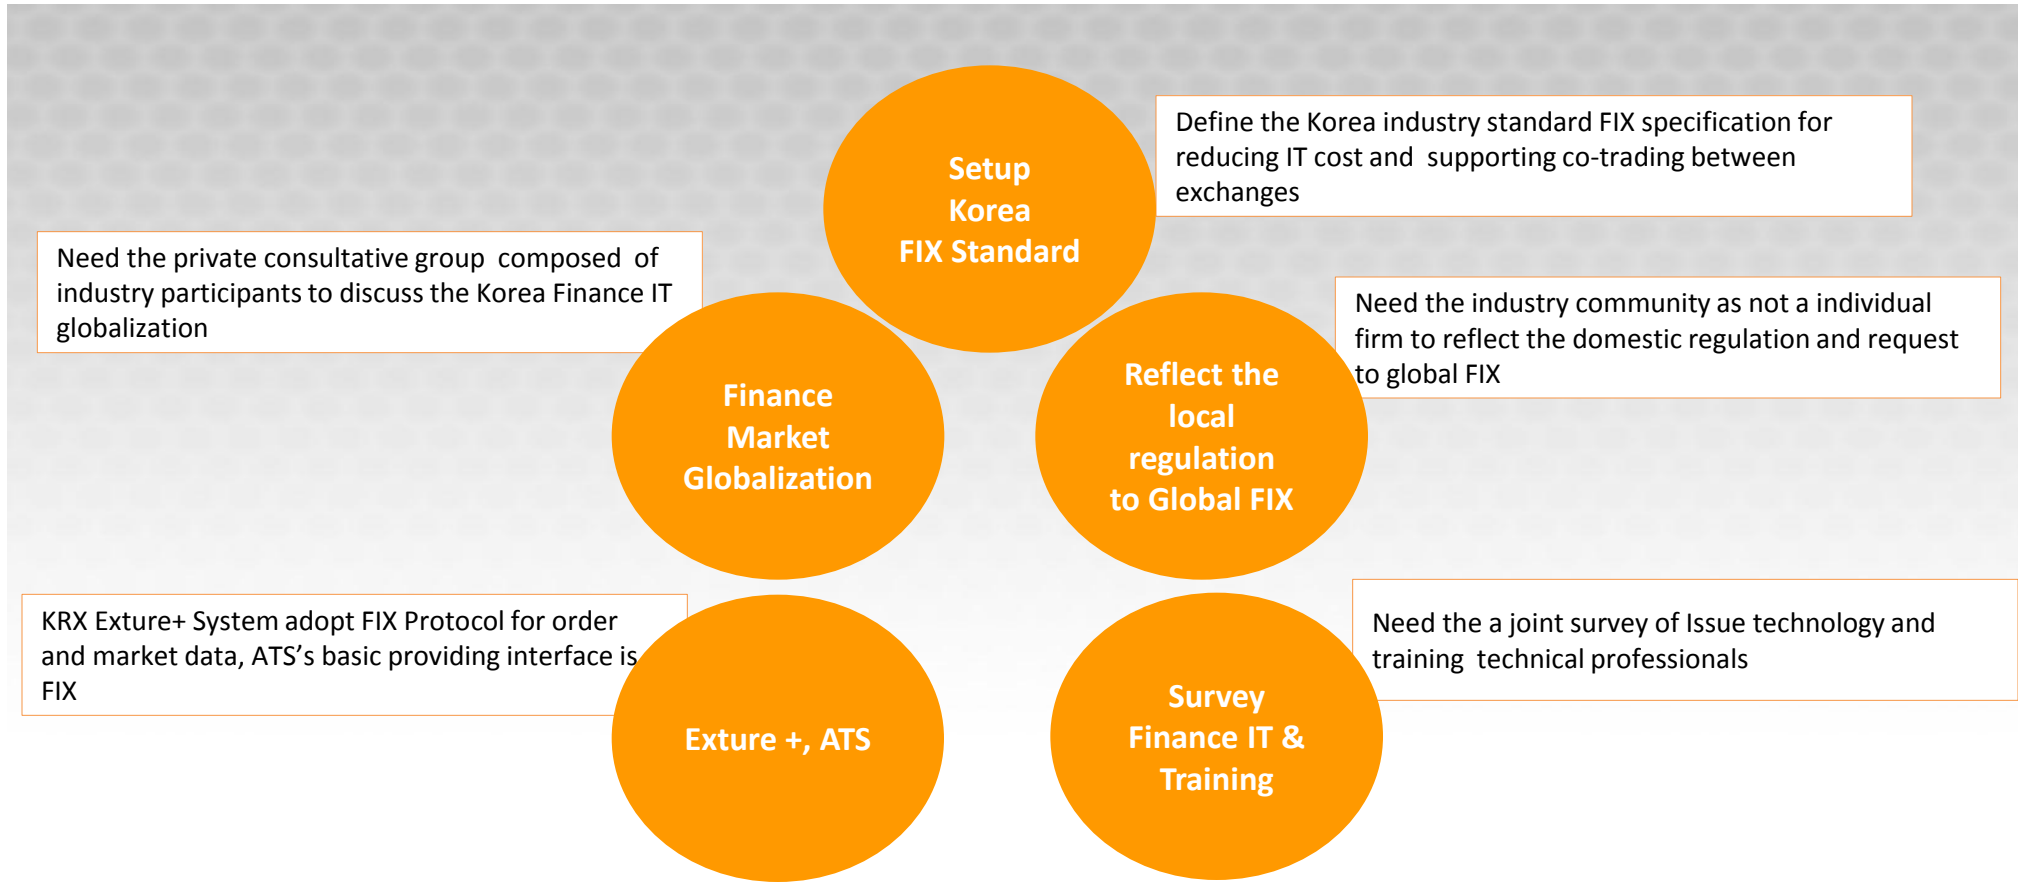 Setup
Korea
FIX Standard
Define the Korea industry standard FIX specification for
reducing IT cost and  supporting co-trading between
exchanges
Need the private consultative group  composed  of
industry participants to discuss the Korea Finance IT
globalization
Finance
Market
Globalization
Reflect the
local
regulation
to Global FIX
Need the industry community as not a individual
firm to reflect the domestic regulation and request
to global FIX
KRX Exture+ System adopt FIX Protocol for order
and market data, ATS’s basic providing interface is
FIX
Exture +, ATS
Survey
Finance IT &
Training
Need the a joint survey of Issue technology and
training  technical professionals